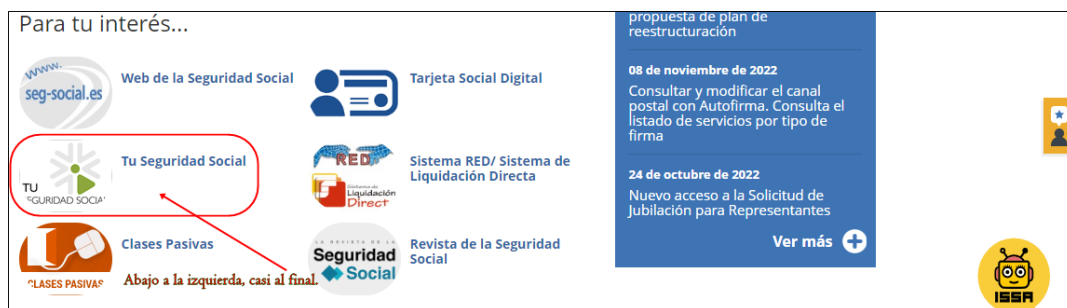 Para tu interés...
www.
seg-social.es
Web de la Seguridad Social
Tarjeta Social Digital
TU
SEGURIDAD SOCIAL
Tu Seguridad Social
RED
Sistema de
Liquidación
Direct
Sistema RED/ Sistema de
Liquidación Directa
CLASES PASIVAS
Clases Pasivas
LA REVISTA DE LA
Seguridad
Social
Revista de la Seguridad
Social
Abajo a la izquierda, casi al final.
propuesta de plan de
reestructuración
08 de noviembre de 2022
Consultar y modificar el canal
postal con Autofirma. Consulta el
listado de servicios por tipo de
firma
24 de octubre de 2022
Nuevo acceso a la Solicitud de
Jubilación para Representantes
Ver más
ISSA